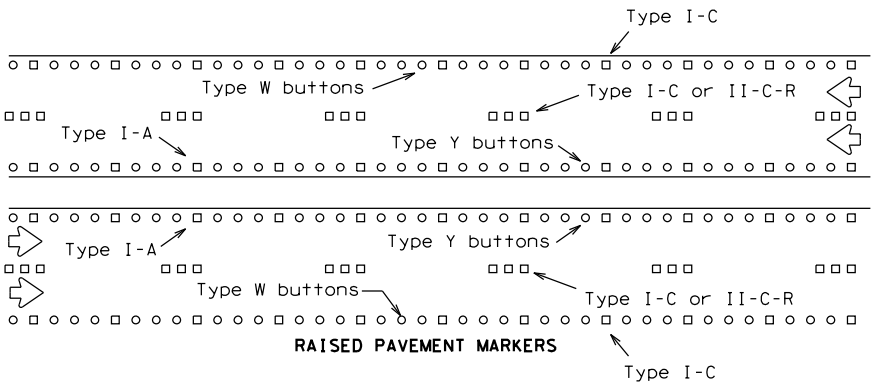 Type I-C
Type W buttons
Type I-C or II-C-R
Type I-A
Type Y buttons
Type I-A
Type Y buttons
Type W buttons
Type I-C or II-C-R
RAISED PAVEMENT MARKERS
Type I-C